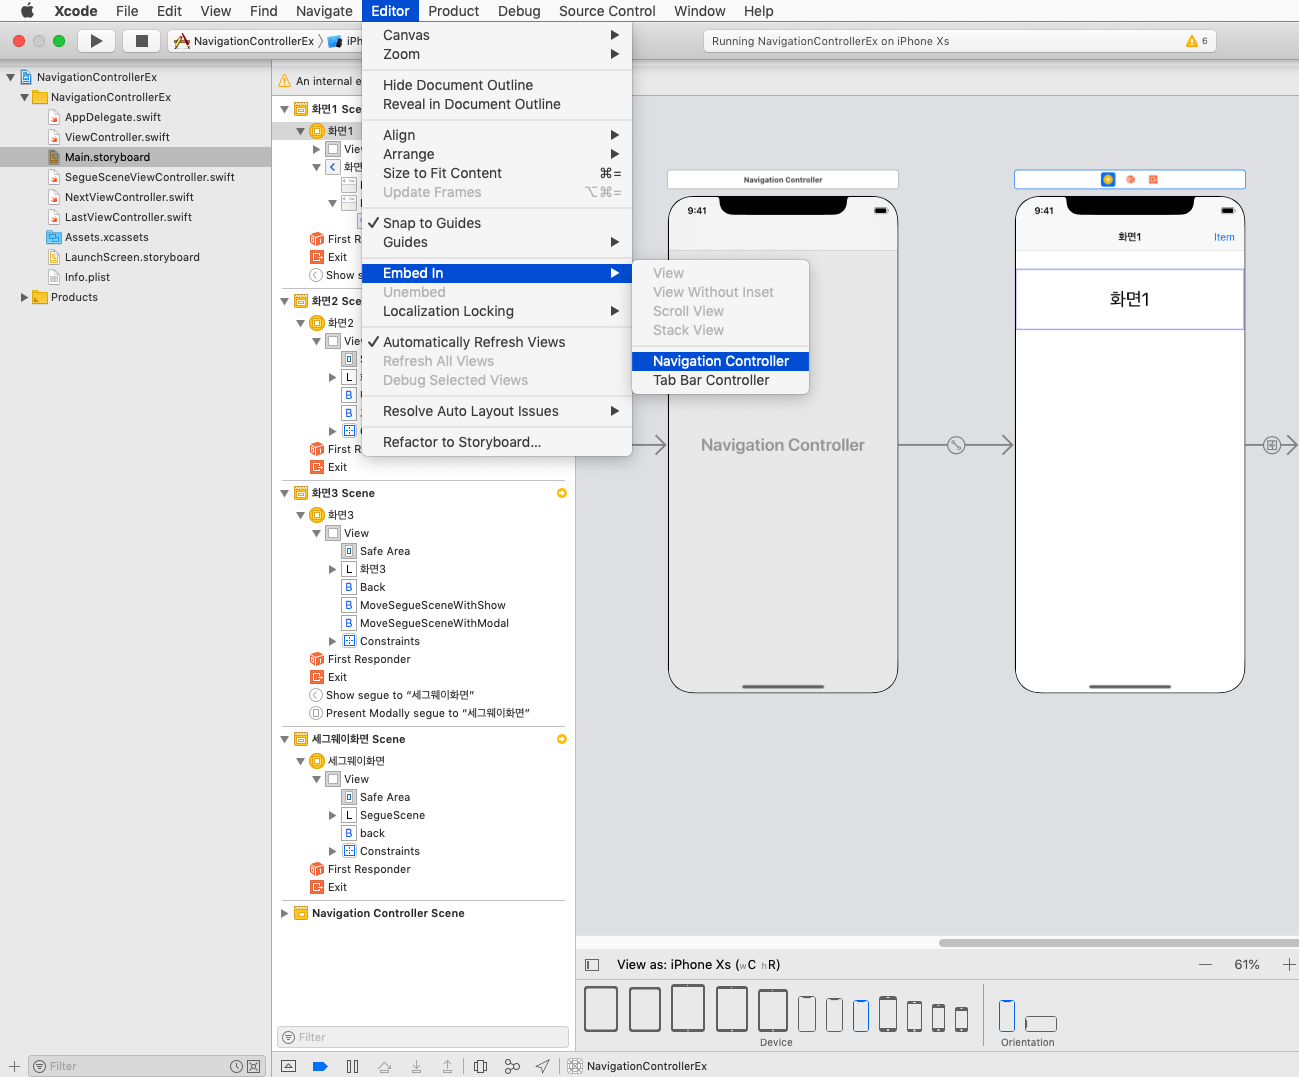 Xcode File Edit View Find Navigate Editor Product Debug Source Control Window Help
NavigationControllerEx
Running NavigationControllerEx on iPhone Xs
6
NavigationControllerEx
NavigationControllerEx
AppDelegate.swift
ViewController.swift
Main.storyboard
SegueSceneViewController.swift
NextViewController.swift
LastViewController.swift
Assets.xcassets
LaunchScreen.storyboard
Info.plist
Products
An internal
화면1
화면1
First
Exit
Show
화면2
화면2
First
Exit
화면3 Scene
화면3
View
Safe Area
L 화면3
B Back
B MoveSegueSceneWithShow
B MoveSegueSceneWithModal
Constraints
First Responder
Exit
Show segue to “세그웨이화면”
Present Modally segue to “세그웨이화면”
세그웨이화면 Scene
세그웨이화면
View
Safe Area
L SegueScene
B back
Constraints
First Responder
Exit
Navigation Controller Scene
Filter
Canvas
Zoom
Hide Document Outline
Reveal in Document Outline
Align
Arrange
Size to Fit Content ⌘=
Update Frames ⌥⌘=
✓ Snap to Guides
Guides
Embed In
Unembed
Localization Locking
✓ Automatically Refresh Views
Refresh All Views
Debug Selected Views
Resolve Auto Layout Issues
Refactor to Storyboard...
View
View Without Inset
Scroll View
Stack View
Navigation Controller
Tab Bar Controller
Navigation Controller
9:41
Navigation Controller
9:41
화면1 Item
화면1
View as: iPhone Xs (wC hR)
61%
Device
Orientation
Filter
NavigationControllerEx